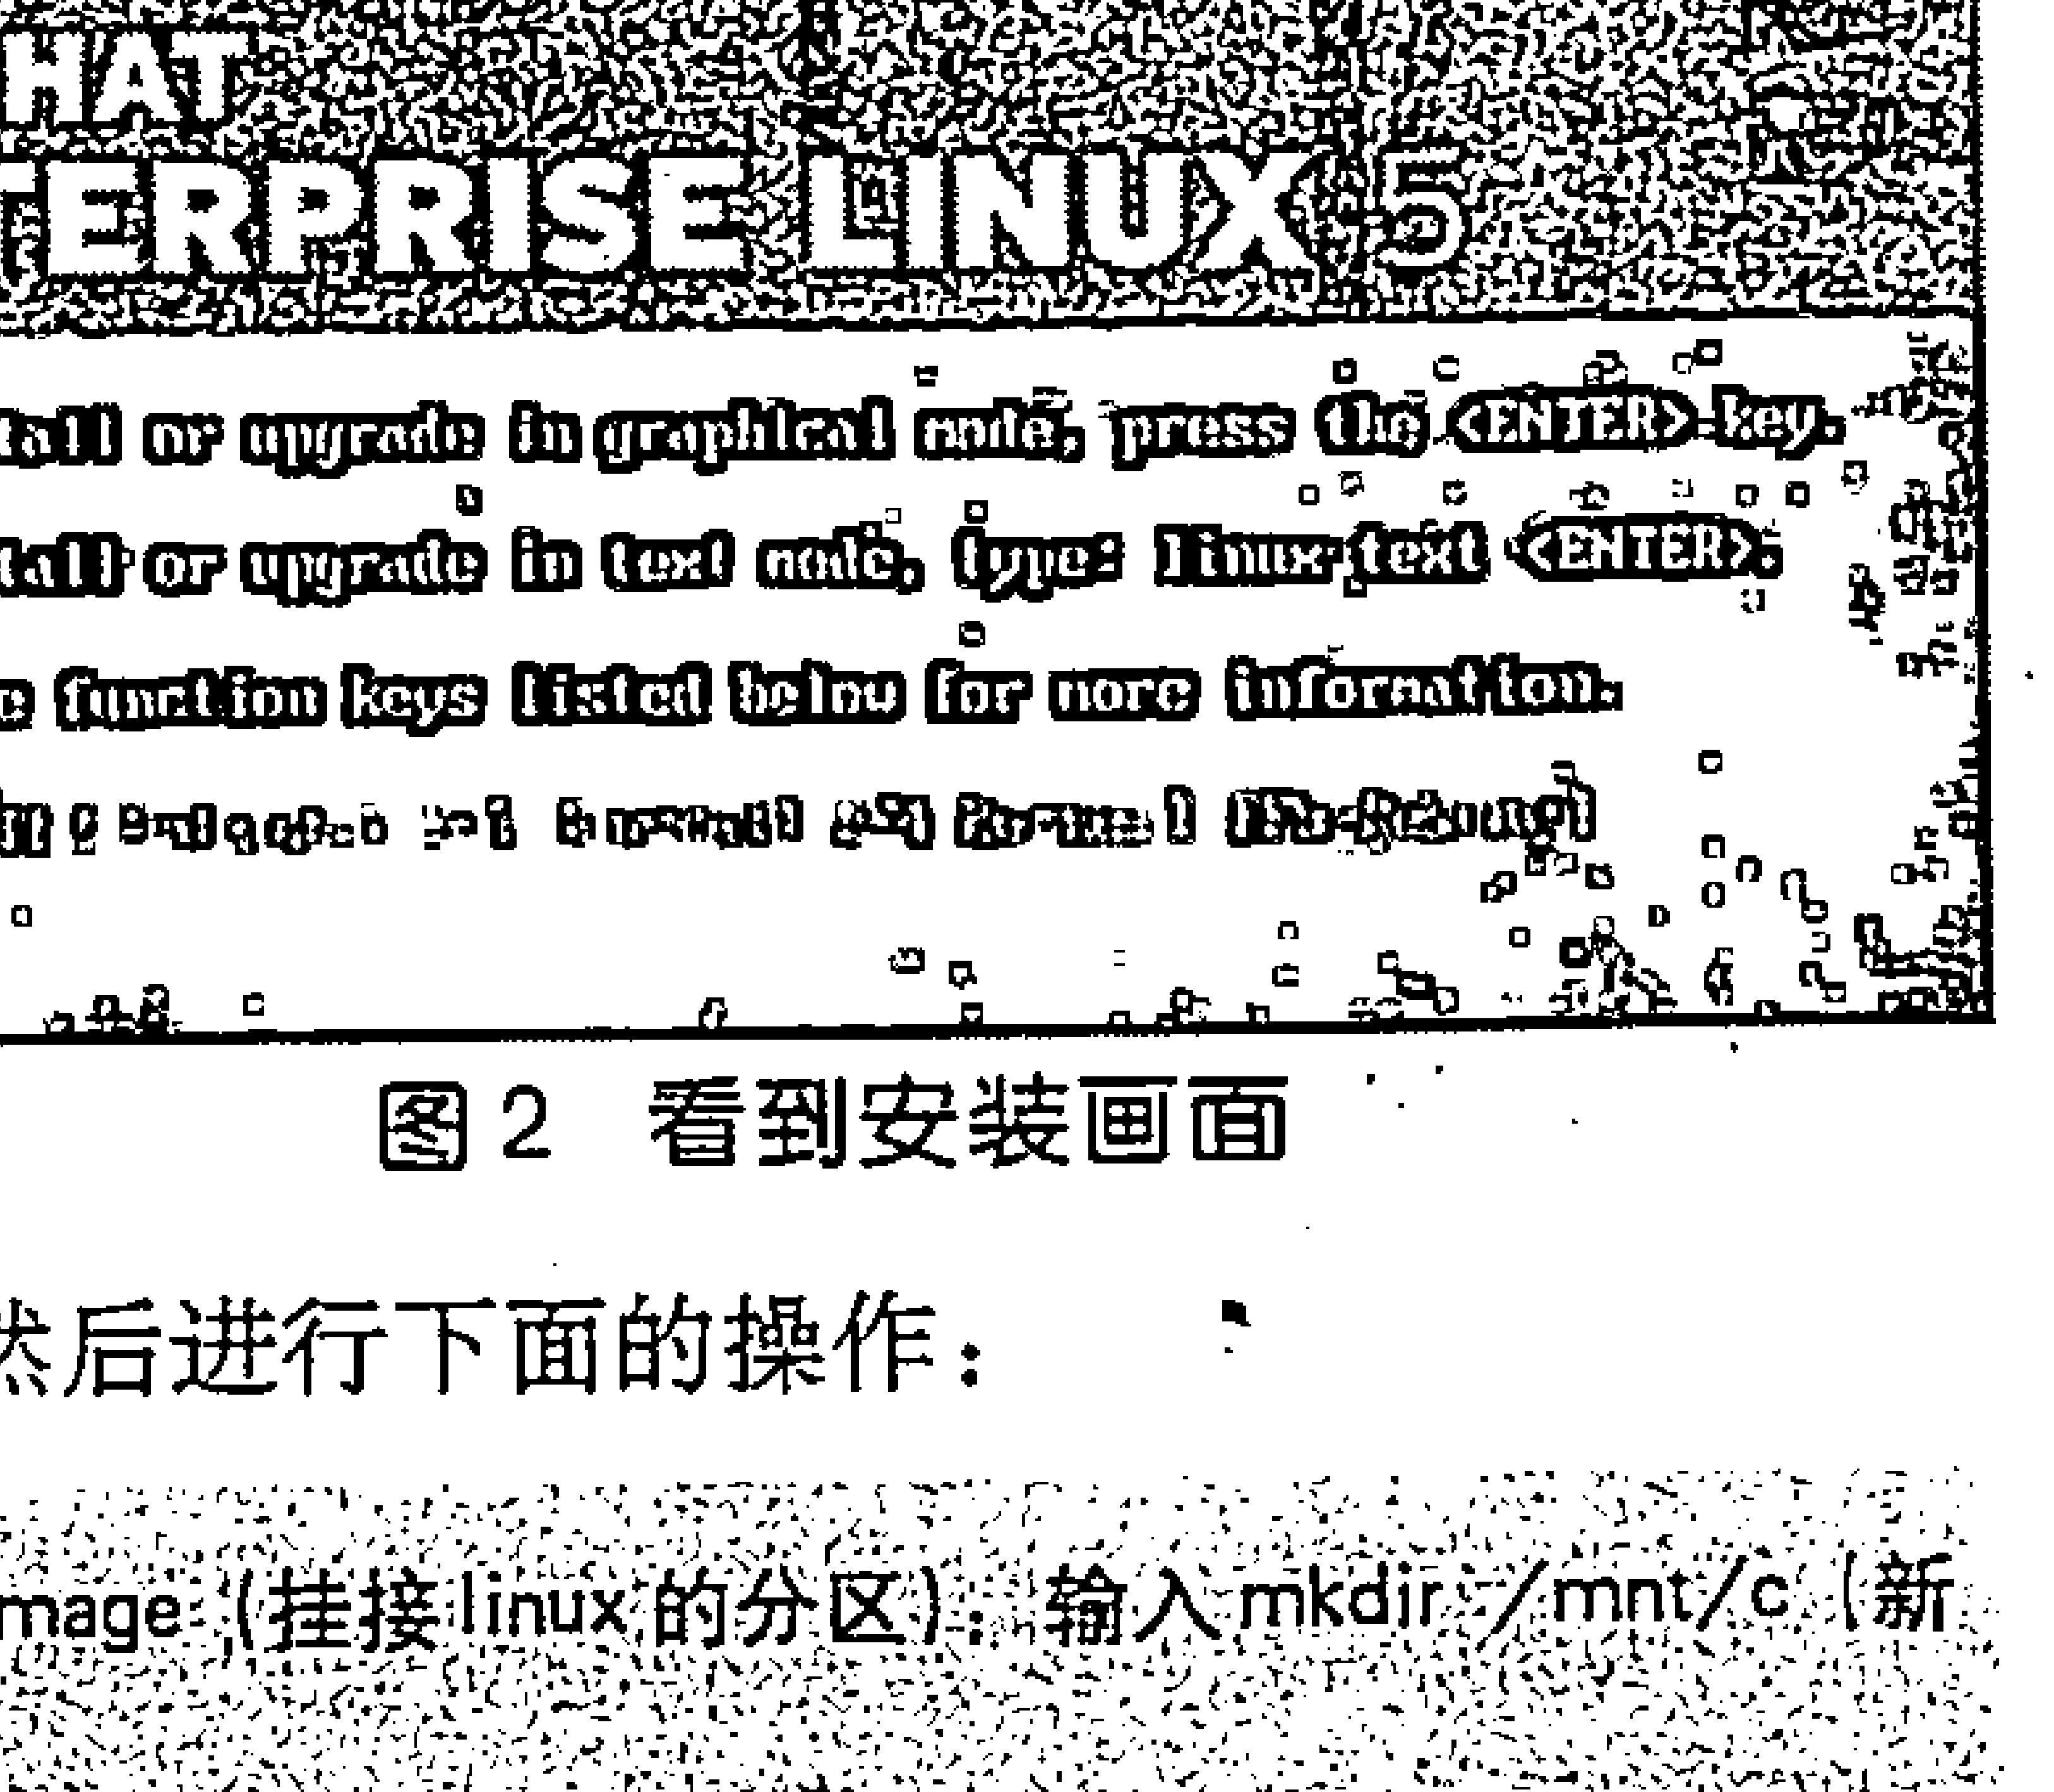 HAT
TERPRISE LINUX 5
tall or upgrade in graphical mode, press the <ENTER> key.
tall or upgrade in text mode, type: linux text <ENTER>.
e function keys listed below for more information.
图2 看到安装画面
然后进行下面的操作：
mage (挂接linux的分区)；输入mkdir /mnt/c (新